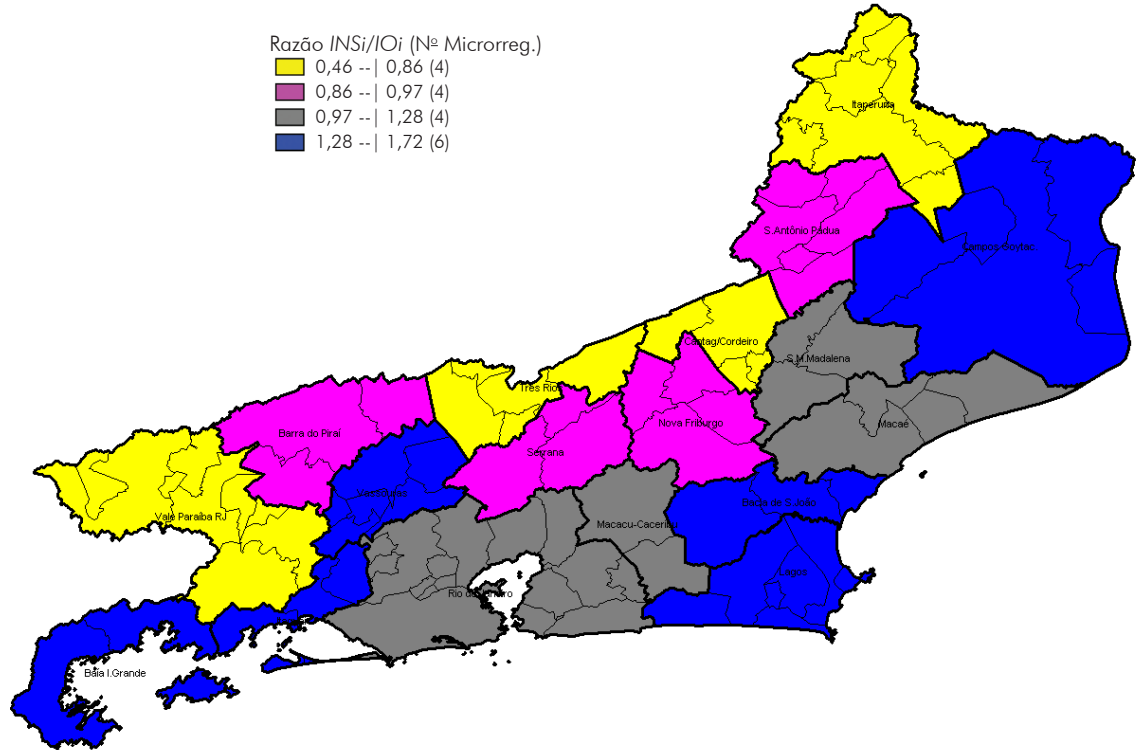 Razão INSi/IOi (Nº Microrreg.)
0,46 --| 0,86 (4)
0,86 --| 0,97 (4)
0,97 --| 1,28 (4)
1,28 --| 1,72 (6)
Itaperuna
S.Antônio Pádua
Campos Goytac.
Cantag/Cordeiro
S.M.Madalena
Três Rios
Nova Friburgo
Macaé
Barra do Piraí
Serrana
Vassouras
Bacia de S.João
Vale Paraíba RJ
Macacu-Caceribu
Lagos
Rio de Janeiro
Baía I.Grande